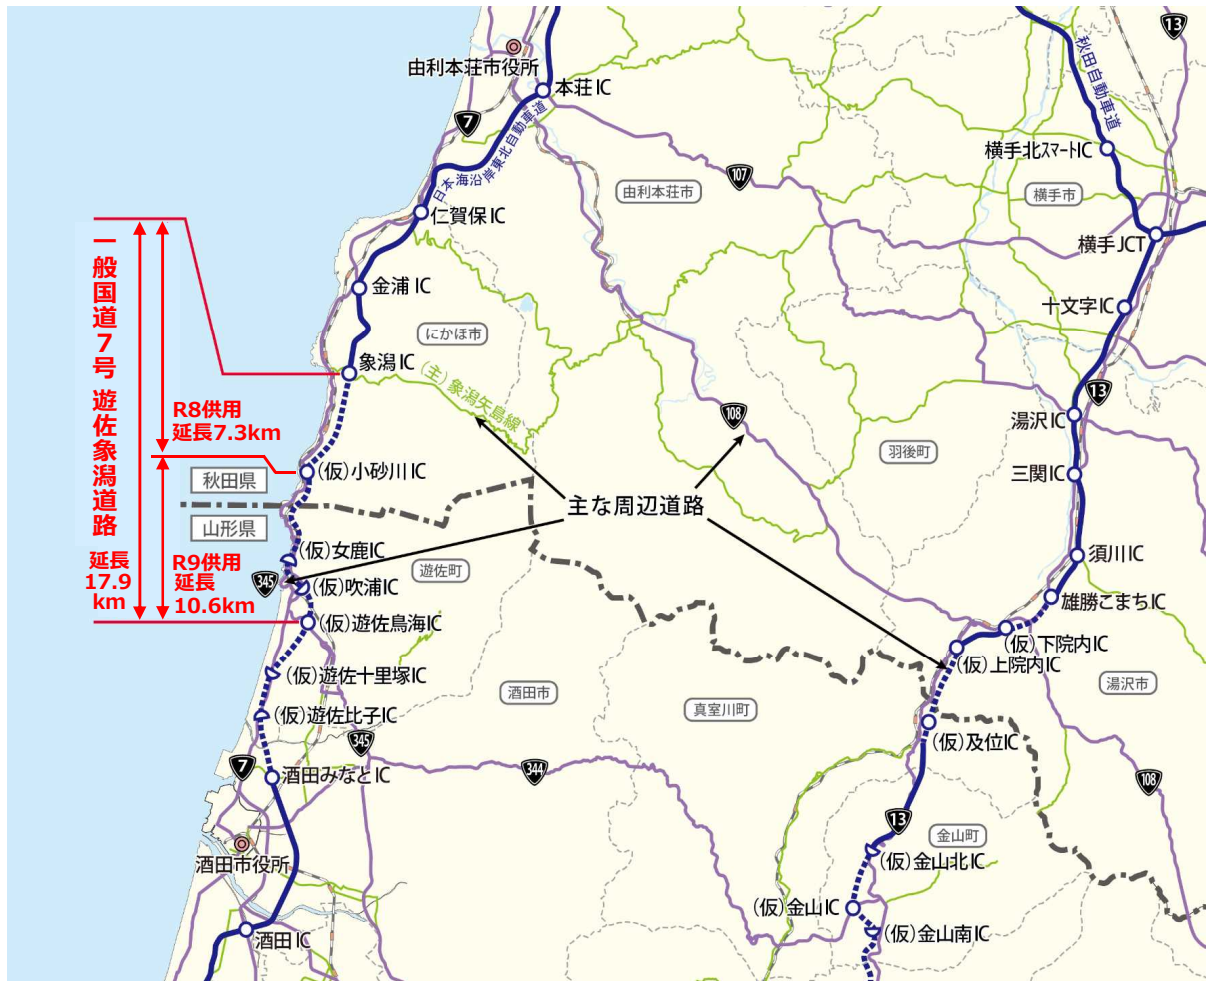 13
由利本荘市役所
本荘IC
秋田自動車道
7
日本海沿岸東北自動車道
横手北スマートIC
107
由利本荘市
横手市
仁賀保IC
横手JCT
一般国道7号 遊佐象潟道路
延長
17.9
km
金浦IC
十文字IC
にかほ市
象潟IC
(主)象潟矢島線
13
R8供用
延長7.3km
108
湯沢IC
羽後町
(仮)小砂川IC
三関IC
秋田県
主な周辺道路
山形県
(仮)女鹿IC
須川IC
R9供用
延長
10.6km
345
遊佐町
(仮)吹浦IC
雄勝こまちIC
(仮)遊佐鳥海IC
(仮)下院内IC
(仮)上院内IC
(仮)遊佐十里塚IC
酒田市
湯沢市
真室川町
(仮)遊佐比子IC
(仮)及位IC
345
7
酒田みなとIC
344
108
13
金山町
酒田市役所
(仮)金山北IC
(仮)金山IC
酒田IC
(仮)金山南IC